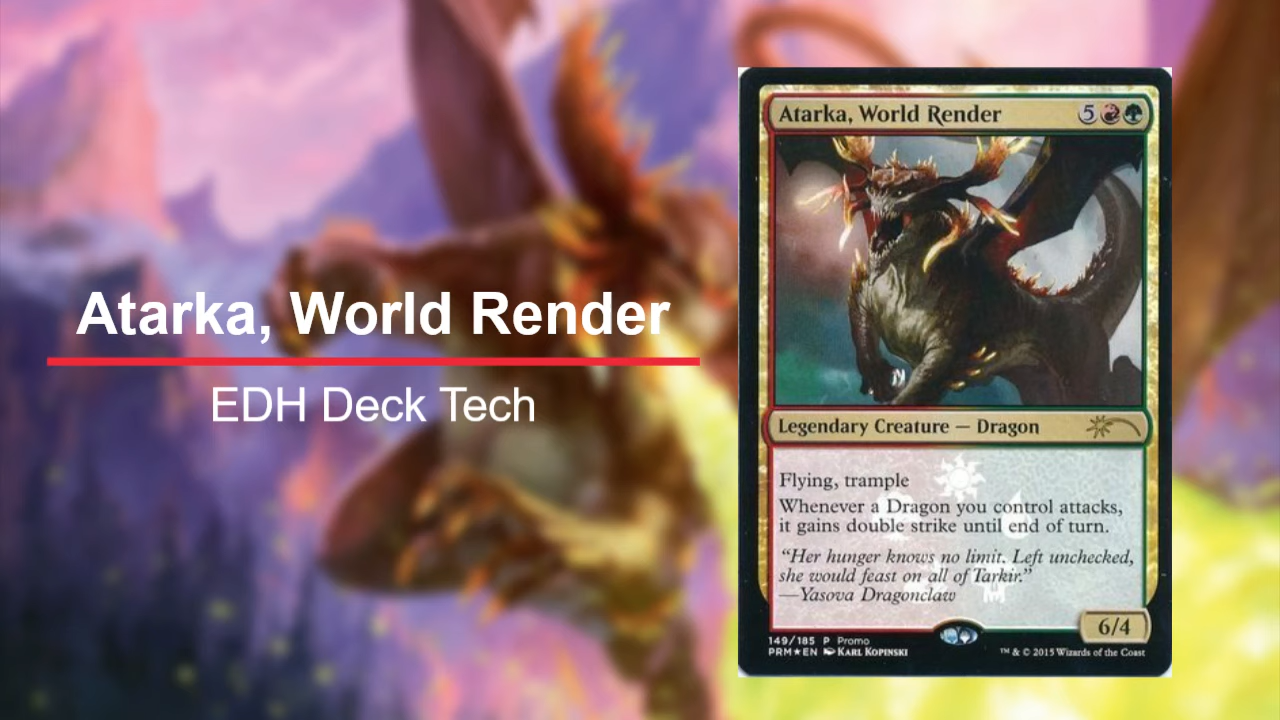 Atarka, World Render
EDH Deck Tech
Atarka, World Render 5
Legendary Creature — Dragon
Flying, trample
Whenever a Dragon you control attacks,
it gains double strike until end of turn.
“Her hunger knows no limit. Left unchecked,
she would feast on all of Tarkir.”
—Yasova Dragonclaw
6/4
149/185 P Promo
PRM★EN KARL KOPINSKI
™ & © 2015 Wizards of the Coast